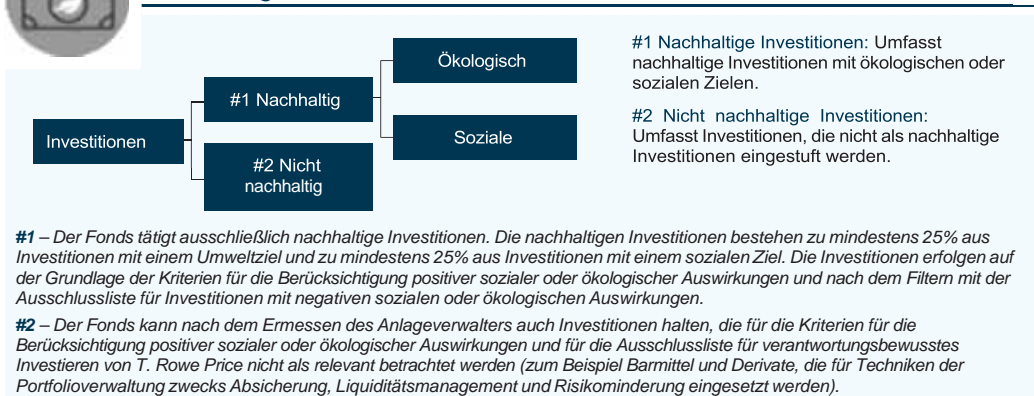 Ökologisch
#1 Nachhaltig
Soziale
Investitionen
#2 Nicht
nachhaltig
#1 Nachhaltige Investitionen: Umfasst
nachhaltige Investitionen mit ökologischen oder
sozialen Zielen.
#2 Nicht nachhaltige Investitionen:
Umfasst Investitionen, die nicht als nachhaltige
Investitionen eingestuft werden.
#1 – Der Fonds tätigt ausschließlich nachhaltige Investitionen. Die nachhaltigen Investitionen bestehen zu mindestens 25% aus
Investitionen mit einem Umweltziel und zu mindestens 25% aus Investitionen mit einem sozialen Ziel. Die Investitionen erfolgen auf
der Grundlage der Kriterien für die Berücksichtigung positiver sozialer oder ökologischer Auswirkungen und nach dem Filtern mit der
Ausschlussliste für Investitionen mit negativen sozialen oder ökologischen Auswirkungen.
#2 – Der Fonds kann nach dem Ermessen des Anlageverwalters auch Investitionen halten, die für die Kriterien für die
Berücksichtigung positiver sozialer oder ökologischer Auswirkungen und für die Ausschlussliste für verantwortungsbewusstes
Investieren von T. Rowe Price nicht als relevant betrachtet werden (zum Beispiel Barmittel und Derivate, die für Techniken der
Portfolioverwaltung zwecks Absicherung, Liquiditätsmanagement und Risikominderung eingesetzt werden).